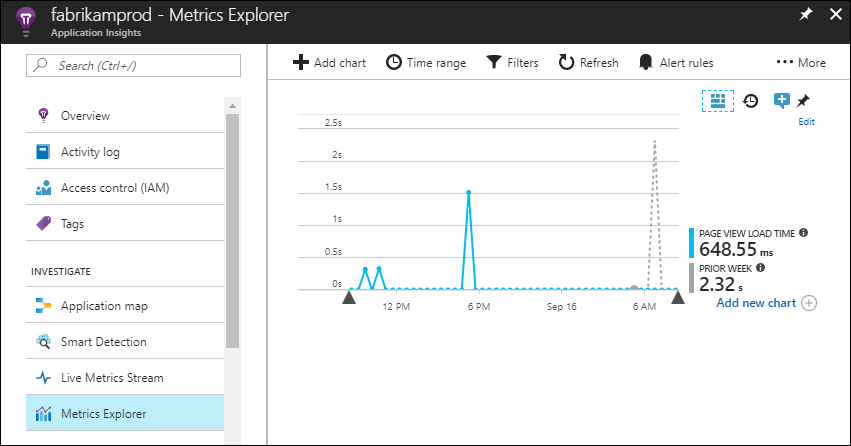 fabrikamprod - Metrics Explorer
Application Insights
Search (Ctrl+/)
Overview
Activity log
Access control (IAM)
Tags
INVESTIGATE
Application map
Smart Detection
Live Metrics Stream
Metrics Explorer
Add chart Time range Filters Refresh Alert rules More
Edit
2.5s
2s
1.5s
1s
0.5s
0s
12 PM 6 PM Sep 16 6 AM
PAGE VIEW LOAD TIME
648.55 ms
PRIOR WEEK
2.32 s
Add new chart